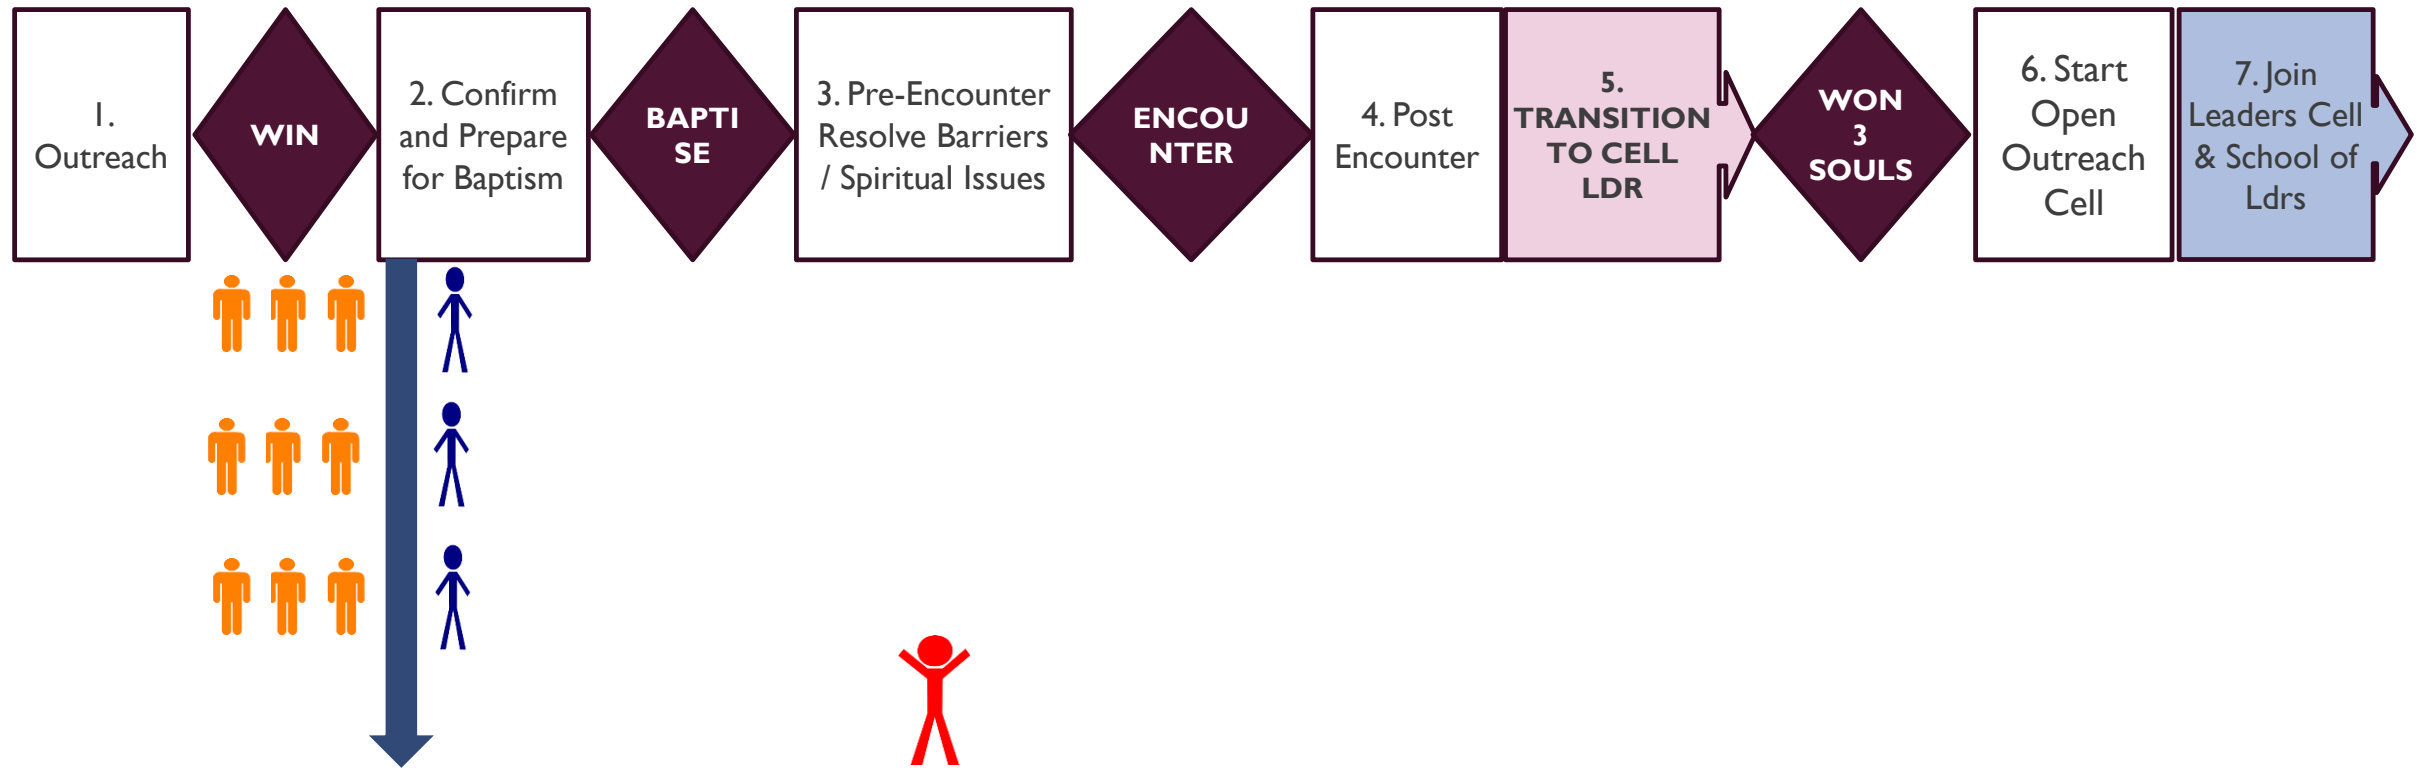 1.
Outreach
WIN
2. Confirm
and Prepare
for Baptism
BAPTI
SE
3. Pre-Encounter
Resolve Barriers
/ Spiritual Issues
ENCOU
NTER
4. Post
Encounter
5.
TRANSITION
TO CELL
LDR
WON
3
SOULS
6. Start
Open
Outreach
Cell
7. Join
Leaders Cell
& School of
Ldrs